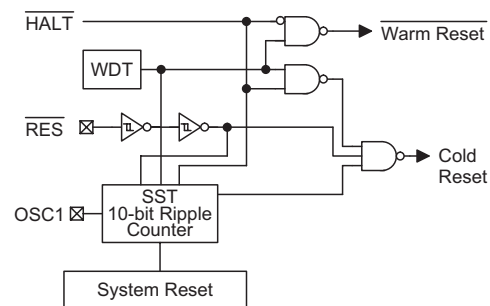 HALT
Warm Reset
WDT
RES
Cold
Reset
SST
10-bit Ripple
Counter
OSC1
System Reset